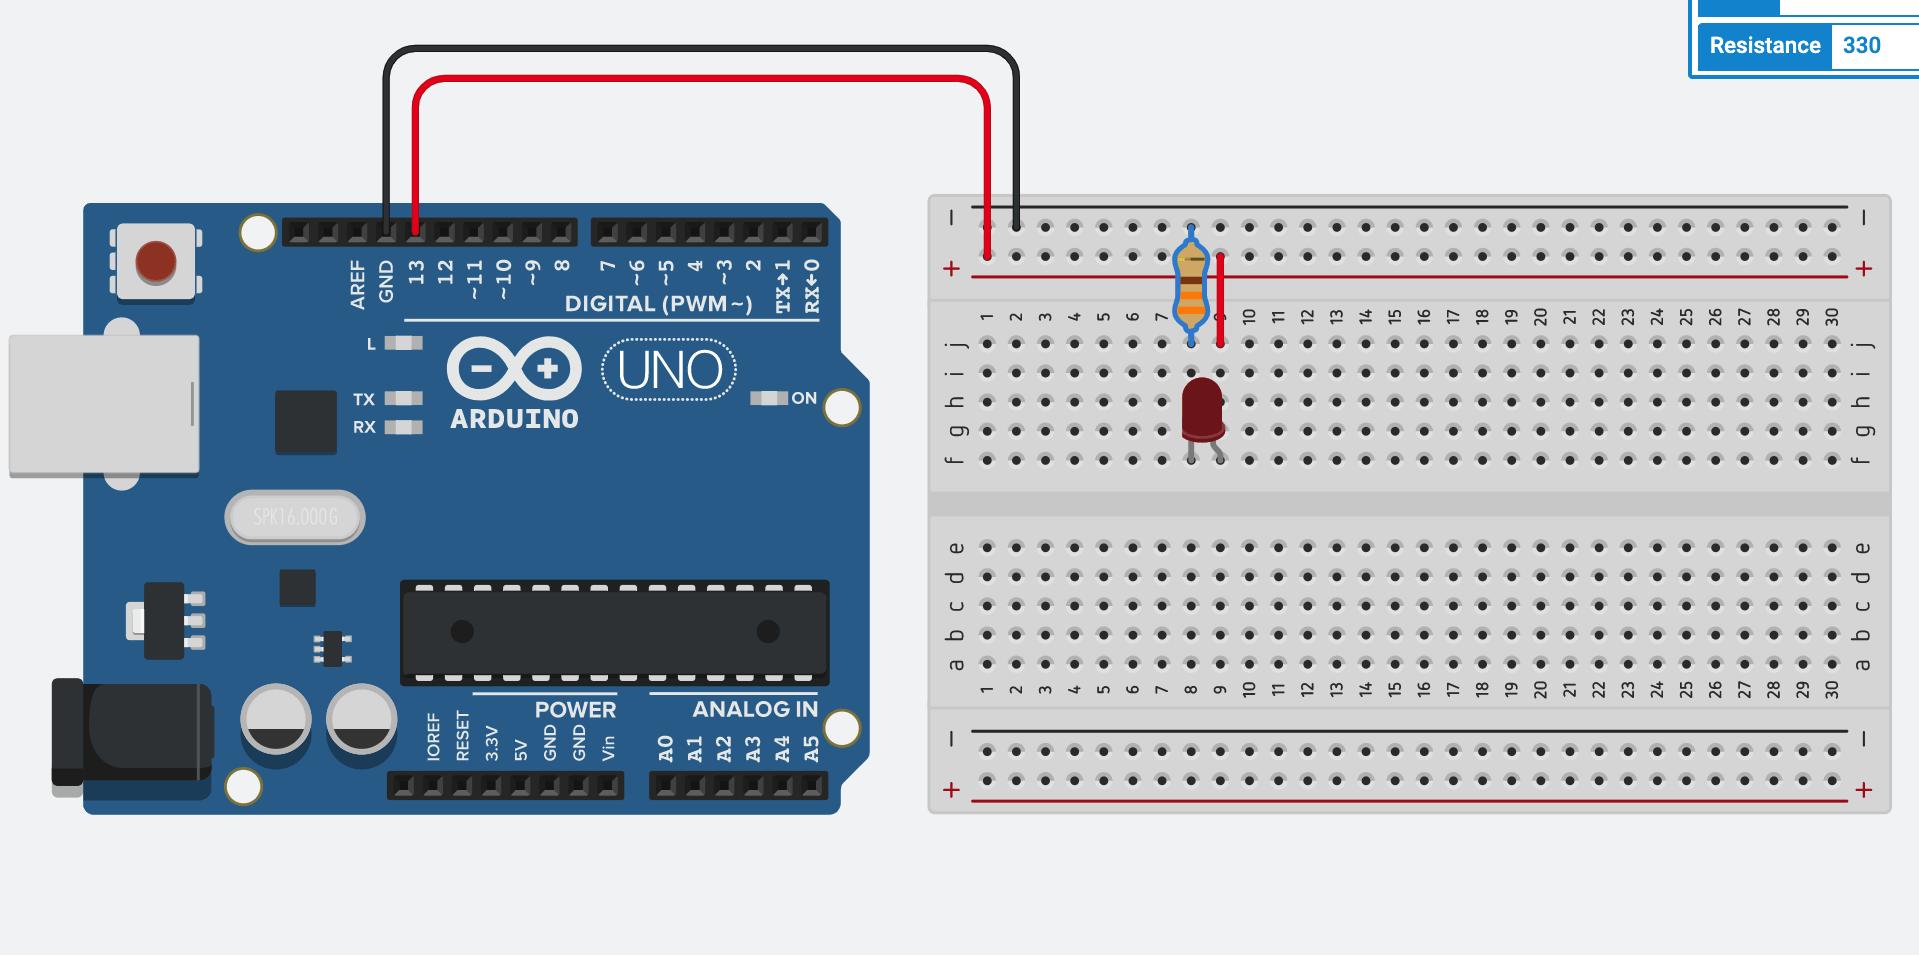 Resistance 330
AREF
GND
13
12
~11
~10
~9
8
7
~6
~5
4
~3
2
TX→1
RX←0
DIGITAL (PWM~)
L
TX
RX
ARDUINO
UNO
ON
SPK16.000G
POWER
ANALOG IN
IOREF
RESET
3.3V
5V
GND
GND
Vin
A0
A1
A2
A3
A4
A5
− −
+ +
1 2 3 4 5 6 7 8 9 10 11 12 13 14 15 16 17 18 19 20 21 22 23 24 25 26 27 28 29 30
j j
i i
h h
g g
f f
e e
d d
c c
b b
a a
1 2 3 4 5 6 7 8 9 10 11 12 13 14 15 16 17 18 19 20 21 22 23 24 25 26 27 28 29 30
− −
+ +